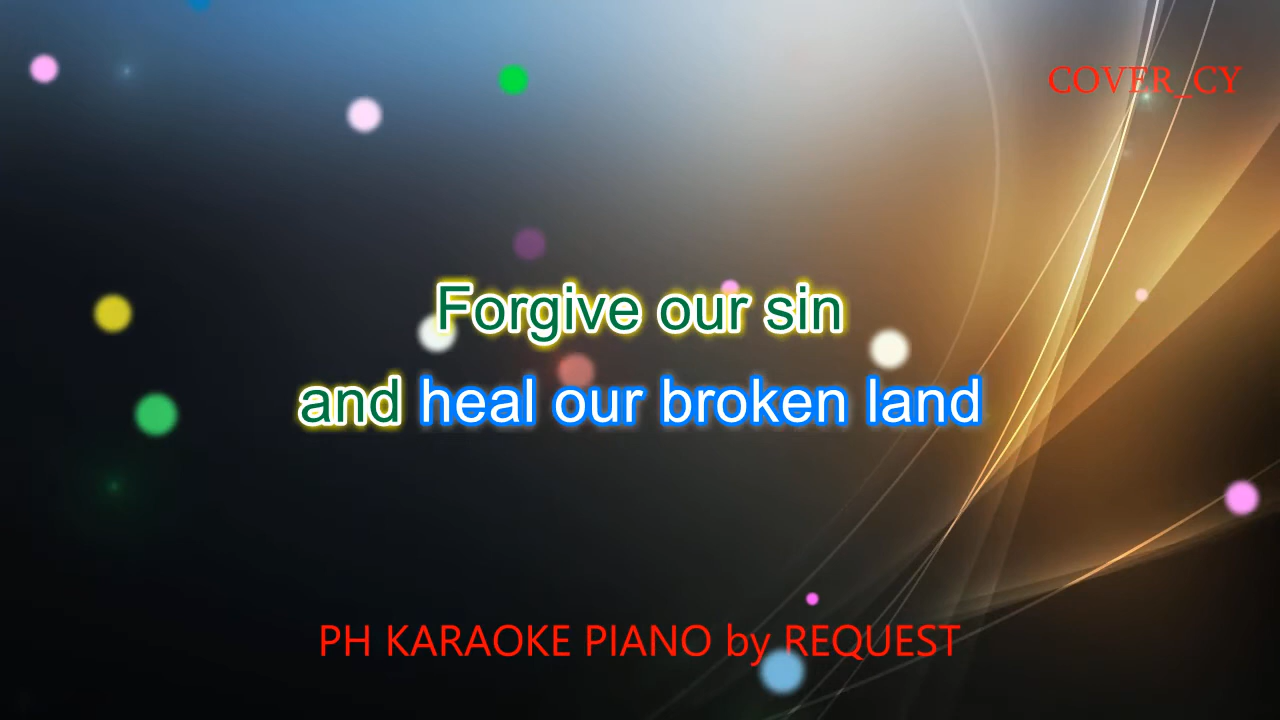 COVER_CY
Forgive our sin
and heal our broken land
PH KARAOKE PIANO by REQUEST